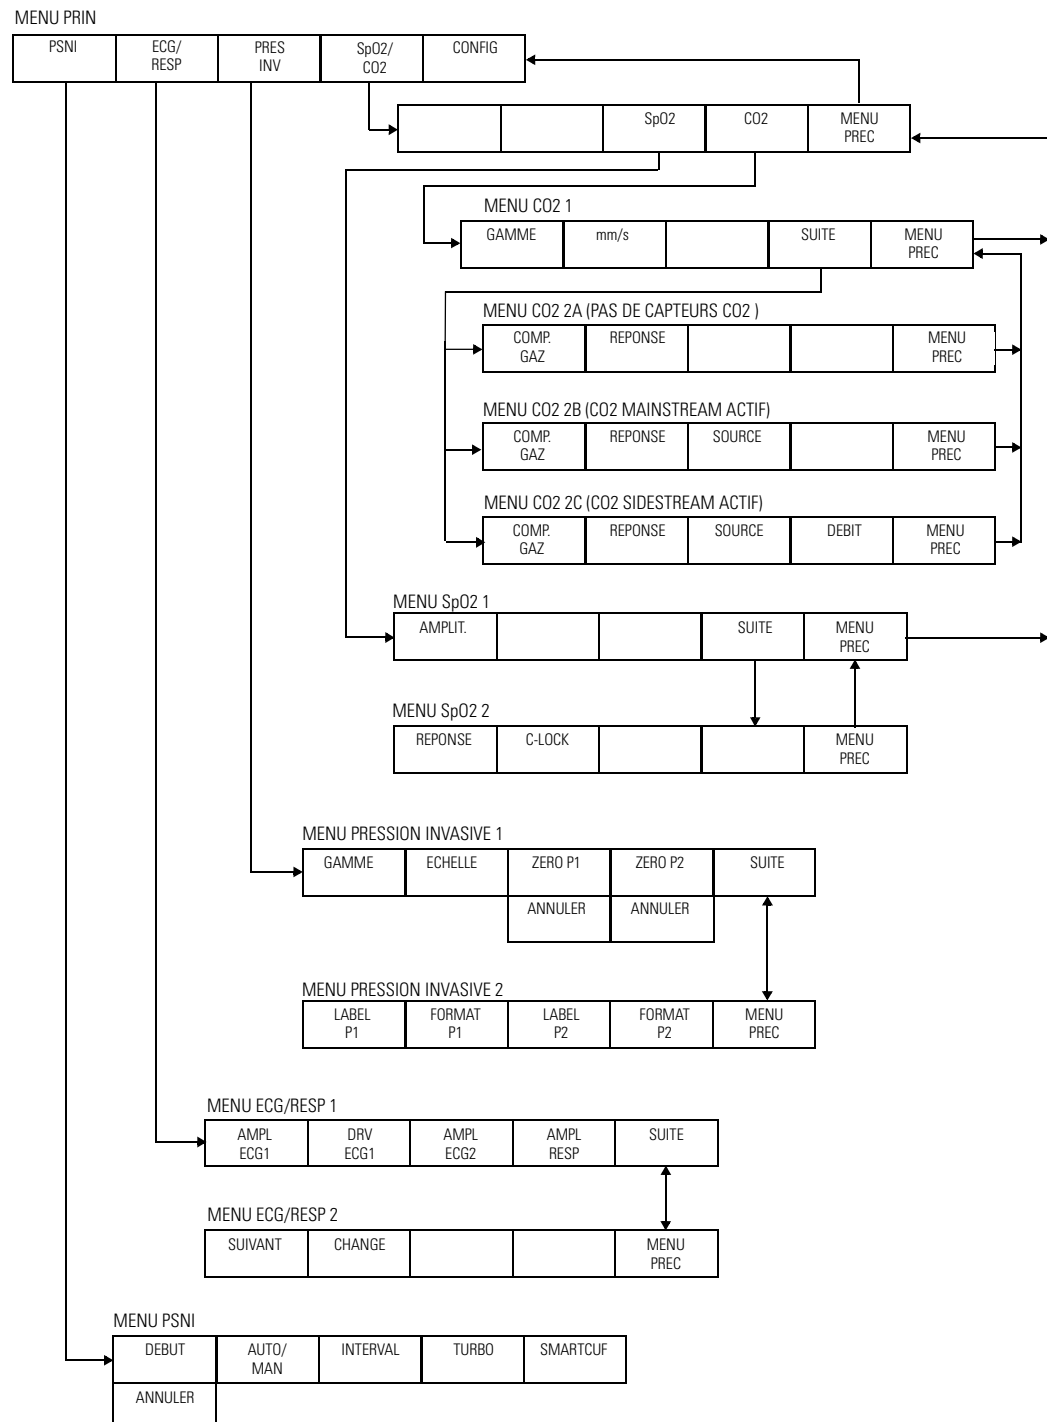 MENU PRIN
PSNI
ECG/
RESP
PRES
INV
SpO2/
CO2
CONFIG
SpO2
CO2
MENU
PREC
MENU CO2 1
GAMME
mm/s
SUITE
MENU
PREC
MENU CO2 2A (PAS DE CAPTEURS CO2 )
COMP.
GAZ
REPONSE
MENU
PREC
MENU CO2 2B (CO2 MAINSTREAM ACTIF)
COMP.
GAZ
REPONSE
SOURCE
MENU
PREC
MENU CO2 2C (CO2 SIDESTREAM ACTIF)
COMP.
GAZ
REPONSE
SOURCE
DEBIT
MENU
PREC
MENU SpO2 1
AMPLIT.
SUITE
MENU
PREC
MENU SpO2 2
REPONSE
C-LOCK
MENU
PREC
MENU PRESSION INVASIVE 1
GAMME
ECHELLE
ZERO P1
ZERO P2
SUITE
ANNULER
ANNULER
MENU PRESSION INVASIVE 2
LABEL
P1
FORMAT
P1
LABEL
P2
FORMAT
P2
MENU
PREC
MENU ECG/RESP 1
AMPL
ECG1
DRV
ECG1
AMPL
ECG2
AMPL
RESP
SUITE
MENU ECG/RESP 2
SUIVANT
CHANGE
MENU
PREC
MENU PSNI
DEBUT
AUTO/
MAN
INTERVAL
TURBO
SMARTCUF
ANNULER